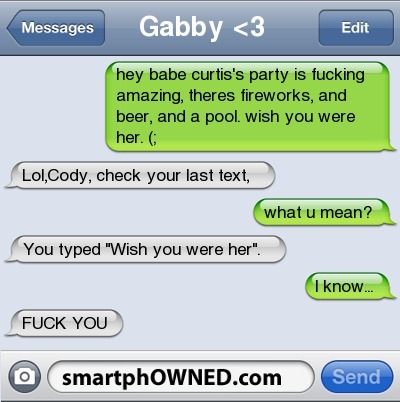 Messages
Gabby <3
Edit
hey babe curtis's party is fucking
amazing, theres fireworks, and
beer, and a pool. wish you were
her. (;
Lol,Cody, check your last text,
what u mean?
You typed "Wish you were her".
I know...
FUCK YOU
smartphOWNED.com
Send